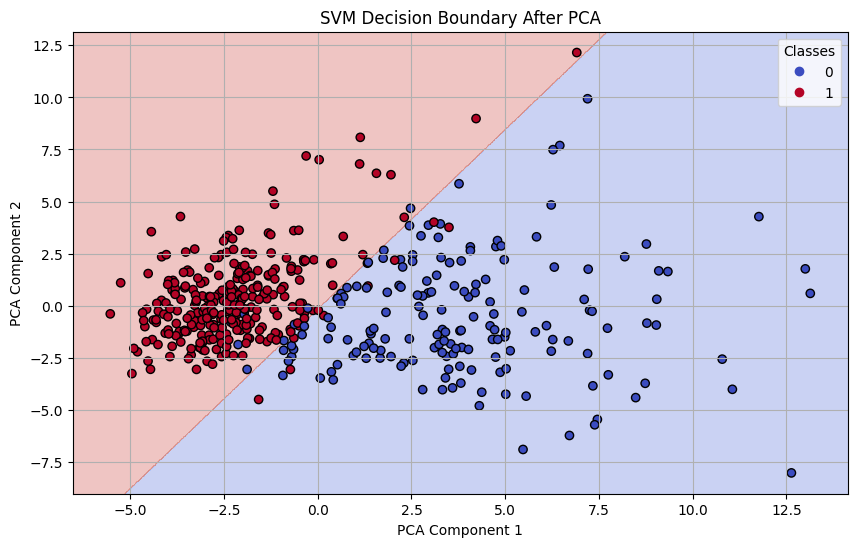 SVM Decision Boundary After PCA
Classes
0
1
12.5
10.0
7.5
5.0
2.5
0.0
−2.5
−5.0
−7.5
PCA Component 2
−5.0 −2.5 0.0 2.5 5.0 7.5 10.0 12.5
PCA Component 1